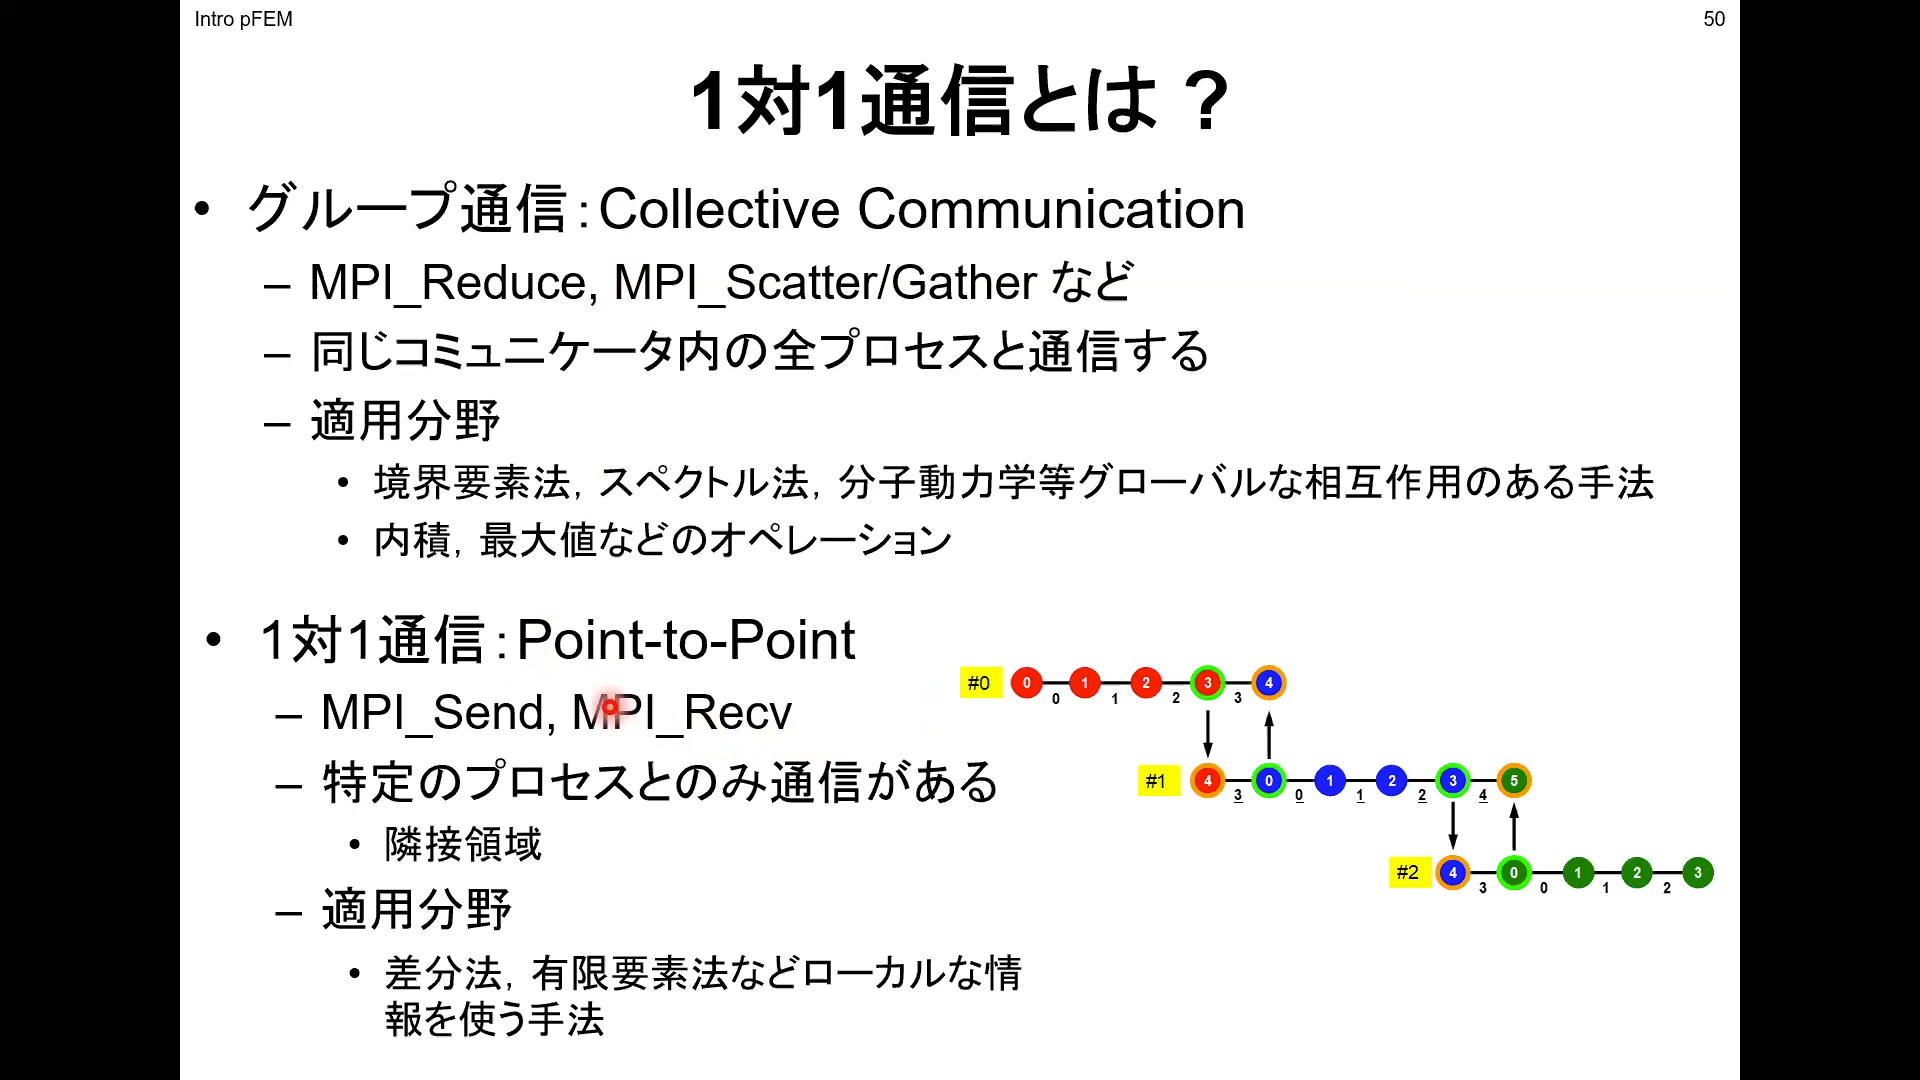 Intro pFEM
50
1対1通信とは？
• グループ通信：Collective Communication
– MPI_Reduce, MPI_Scatter/Gather など
– 同じコミュニケータ内の全プロセスと通信する
– 適用分野
• 境界要素法，スペクトル法，分子動力学等グローバルな相互作用のある手法
• 内積，最大値などのオペレーション
• 1対1通信：Point-to-Point
– MPI_Send, MPI_Recv
– 特定のプロセスとのみ通信がある
• 隣接領域
– 適用分野
• 差分法，有限要素法などローカルな情
報を使う手法
#0 0 1 2 3 4
0 1 2 3
#1 4 0 1 2 3 5
3 0 1 2 4
#2 4 0 1 2 3
3 0 1 2